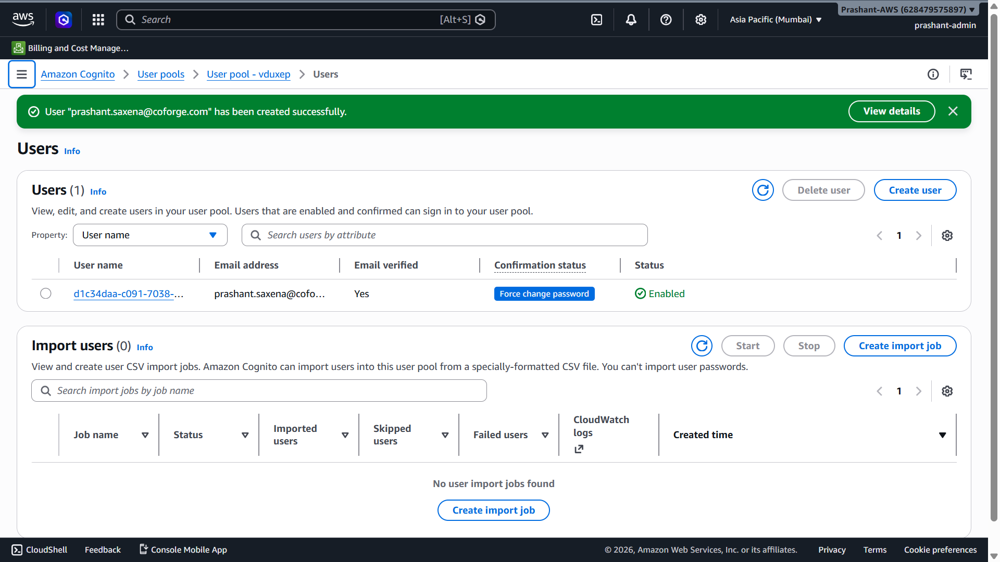 aws
Search
[Alt+S]
Asia Pacific (Mumbai)
Prashant-AWS (628479575897)
prashant-admin
Billing and Cost Manage...
Amazon Cognito
User pools
User pool - vduxep
Users
User "prashant.saxena@coforge.com" has been created successfully.
View details
Users Info
Users (1) Info
Delete user
Create user
View, edit, and create users in your user pool. Users that are enabled and confirmed can sign in to your user pool.
Property:
User name
Search users by attribute
1
User name
Email address
Email verified
Confirmation status
Status
d1c34daa-c091-7038-...
prashant.saxena@cofo...
Yes
Force change password
Enabled
Import users (0) Info
Start
Stop
Create import job
View and create user CSV import jobs. Amazon Cognito can import users into this user pool from a specially-formatted CSV file. You can't import user passwords.
Search import jobs by job name
1
Job name
Status
Imported users
Skipped users
Failed users
CloudWatch logs
Created time
No user import jobs found
Create import job
CloudShell
Feedback
Console Mobile App
© 2026, Amazon Web Services, Inc. or its affiliates.
Privacy
Terms
Cookie preferences